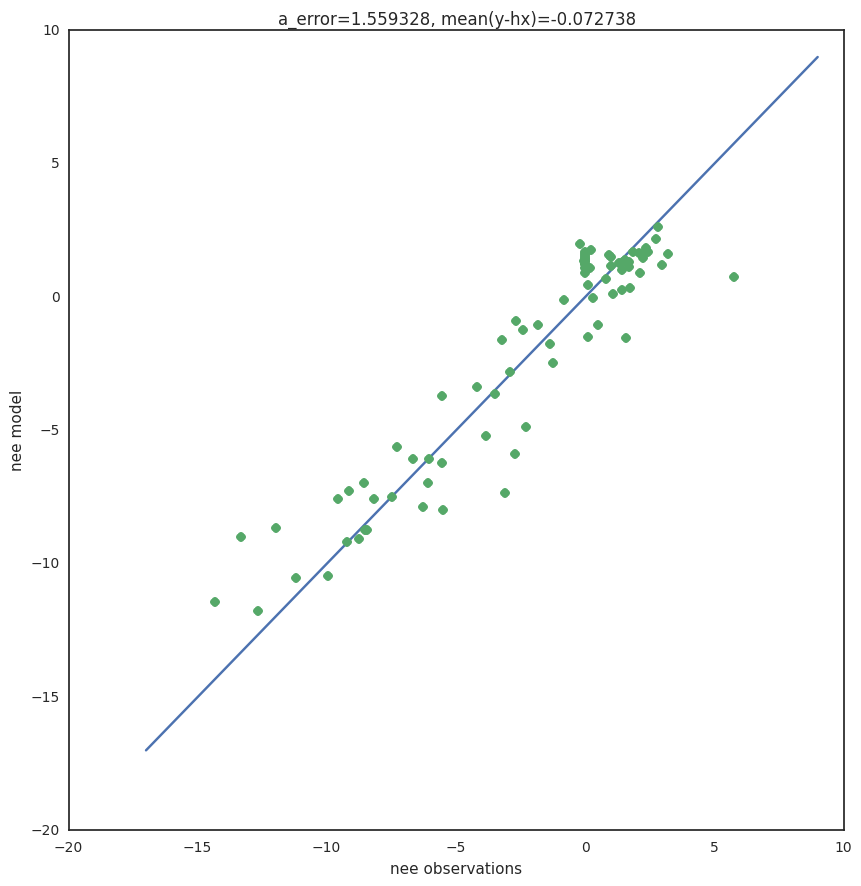 a_error=1.559328, mean(y-hx)=-0.072738
10
5
0
−5
−10
−15
−20
nee model
−20 −15 −10 −5 0 5 10
nee observations